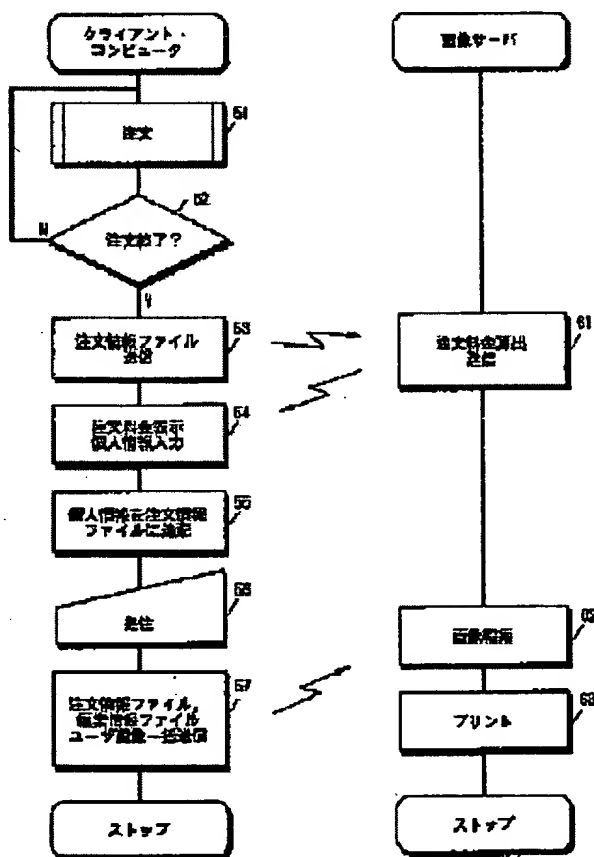 クライアント・
コンピュータ
画像サーバ
注文
51
52
注文終了?
N
Y
注文情報ファイル
送信
53
注文料金算出
送信
61
注文料金表示
個人情報入力
54
個人情報を注文情報
ファイルに追記
55
送信
56
画像編集
62
注文情報ファイル,
編集情報ファイル
ユーザ画像一括送信
57
プリント
63
ストップ
ストップ